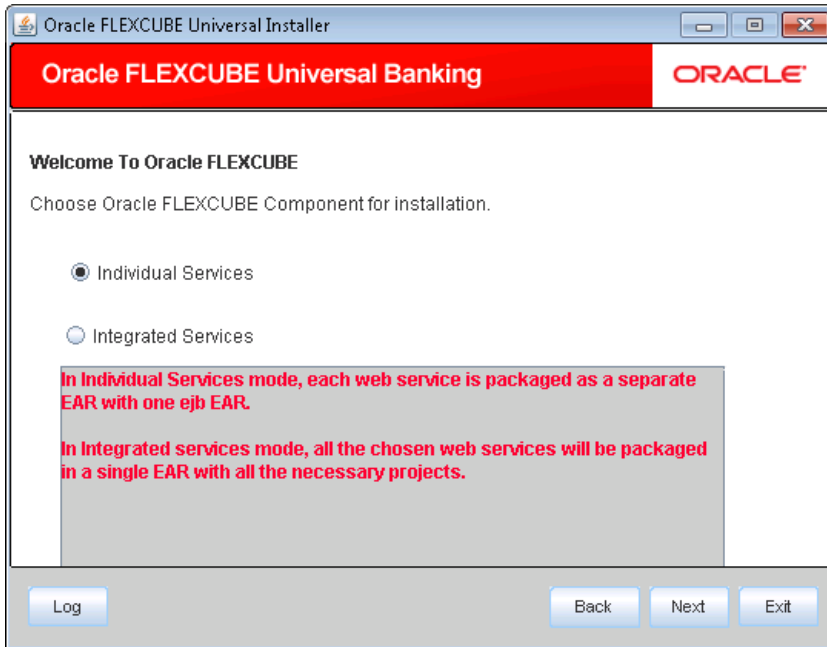 Oracle FLEXCUBE Universal Installer
Oracle FLEXCUBE Universal Banking
ORACLE
Welcome To Oracle FLEXCUBE
Choose Oracle FLEXCUBE Component for installation.
Individual Services
Integrated Services
In Individual Services mode, each web service is packaged as a separate
EAR with one ejb EAR.
In Integrated services mode, all the chosen web services will be packaged
in a single EAR with all the necessary projects.
Log Back Next Exit